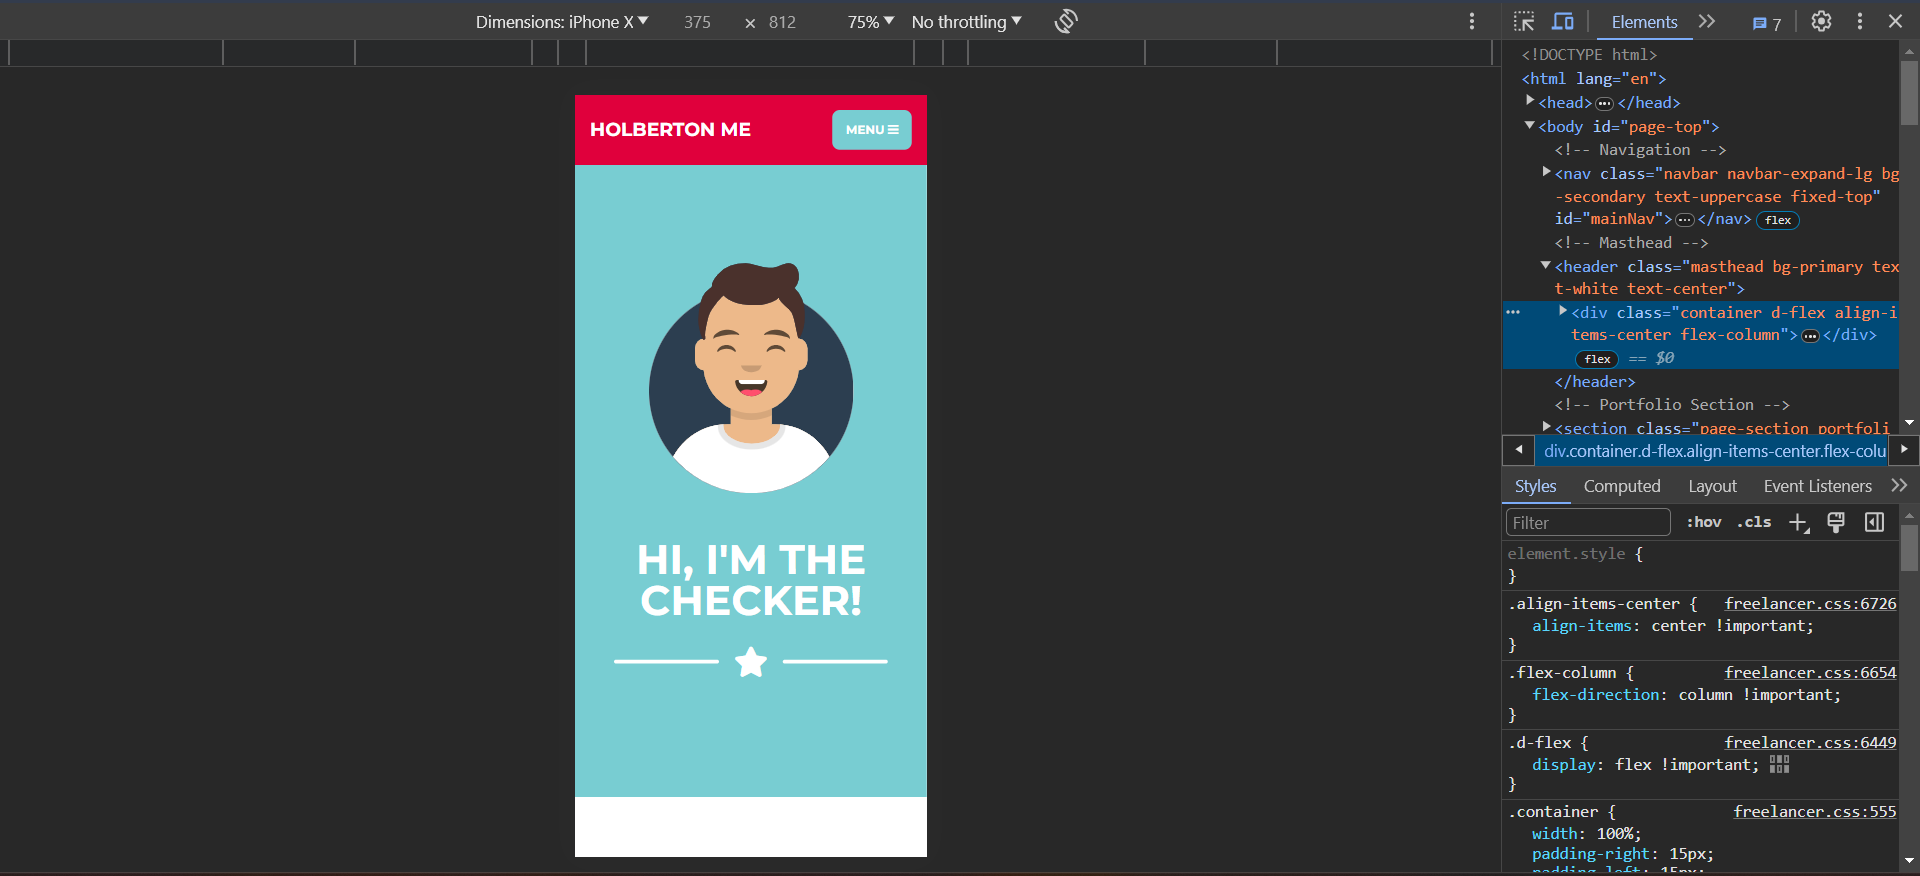 Dimensions: iPhone X 375 × 812 75% No throttling
Elements 7
HOLBERTON ME
MENU
HI, I'M THE
CHECKER!
<!DOCTYPE html>
<html lang="en">
<head>···</head>
<body id="page-top">
<!-- Navigation -->
<nav class="navbar navbar-expand-lg bg
-secondary text-uppercase fixed-top"
id="mainNav">···</nav> flex
<!-- Masthead -->
<header class="masthead bg-primary tex
t-white text-center">
··· <div class="container d-flex align-i
tems-center flex-column">···</div>
flex == $0
</header>
<!-- Portfolio Section -->
<section class="page-section portfoli
div.container.d-flex.align-items-center.flex-colu
Styles Computed Layout Event Listeners
Filter :hov .cls
element.style {
}
.align-items-center { freelancer.css:6726
align-items: center !important;
}
.flex-column { freelancer.css:6654
flex-direction: column !important;
}
.d-flex { freelancer.css:6449
display: flex !important;
}
.container { freelancer.css:555
width: 100%;
padding-right: 15px;
padding-left: 15px;